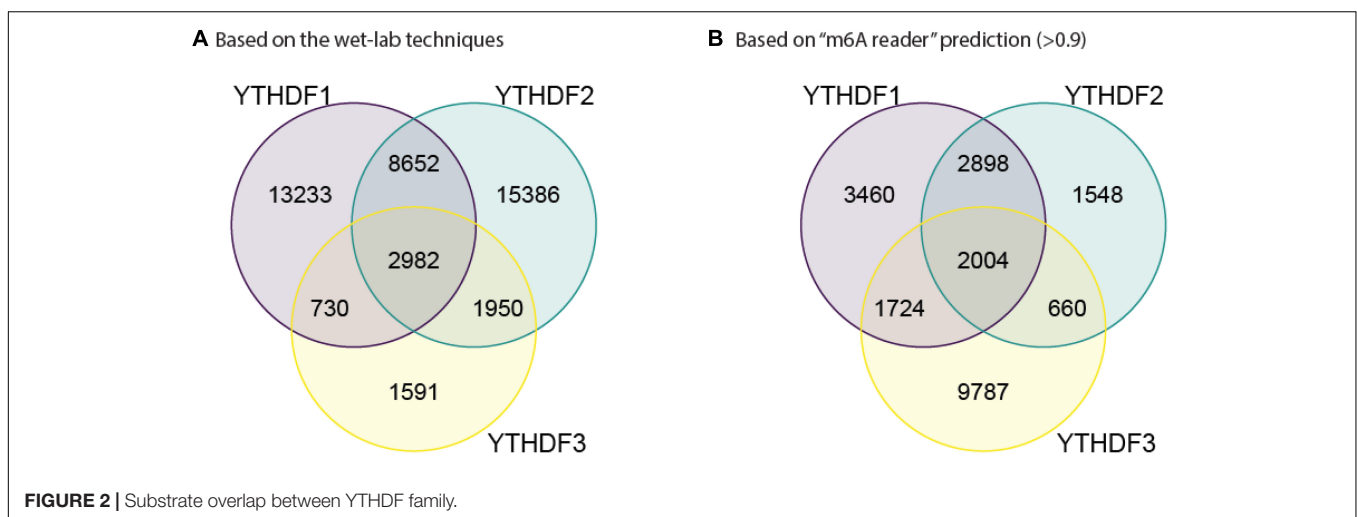 A Based on the wet-lab techniques
YTHDF1
YTHDF2
8652
13233
15386
2982
730
1950
1591
YTHDF3
B Based on “m6A reader” prediction (>0.9)
YTHDF1
YTHDF2
2898
3460
1548
2004
1724
660
9787
YTHDF3
FIGURE 2 | Substrate overlap between YTHDF family.